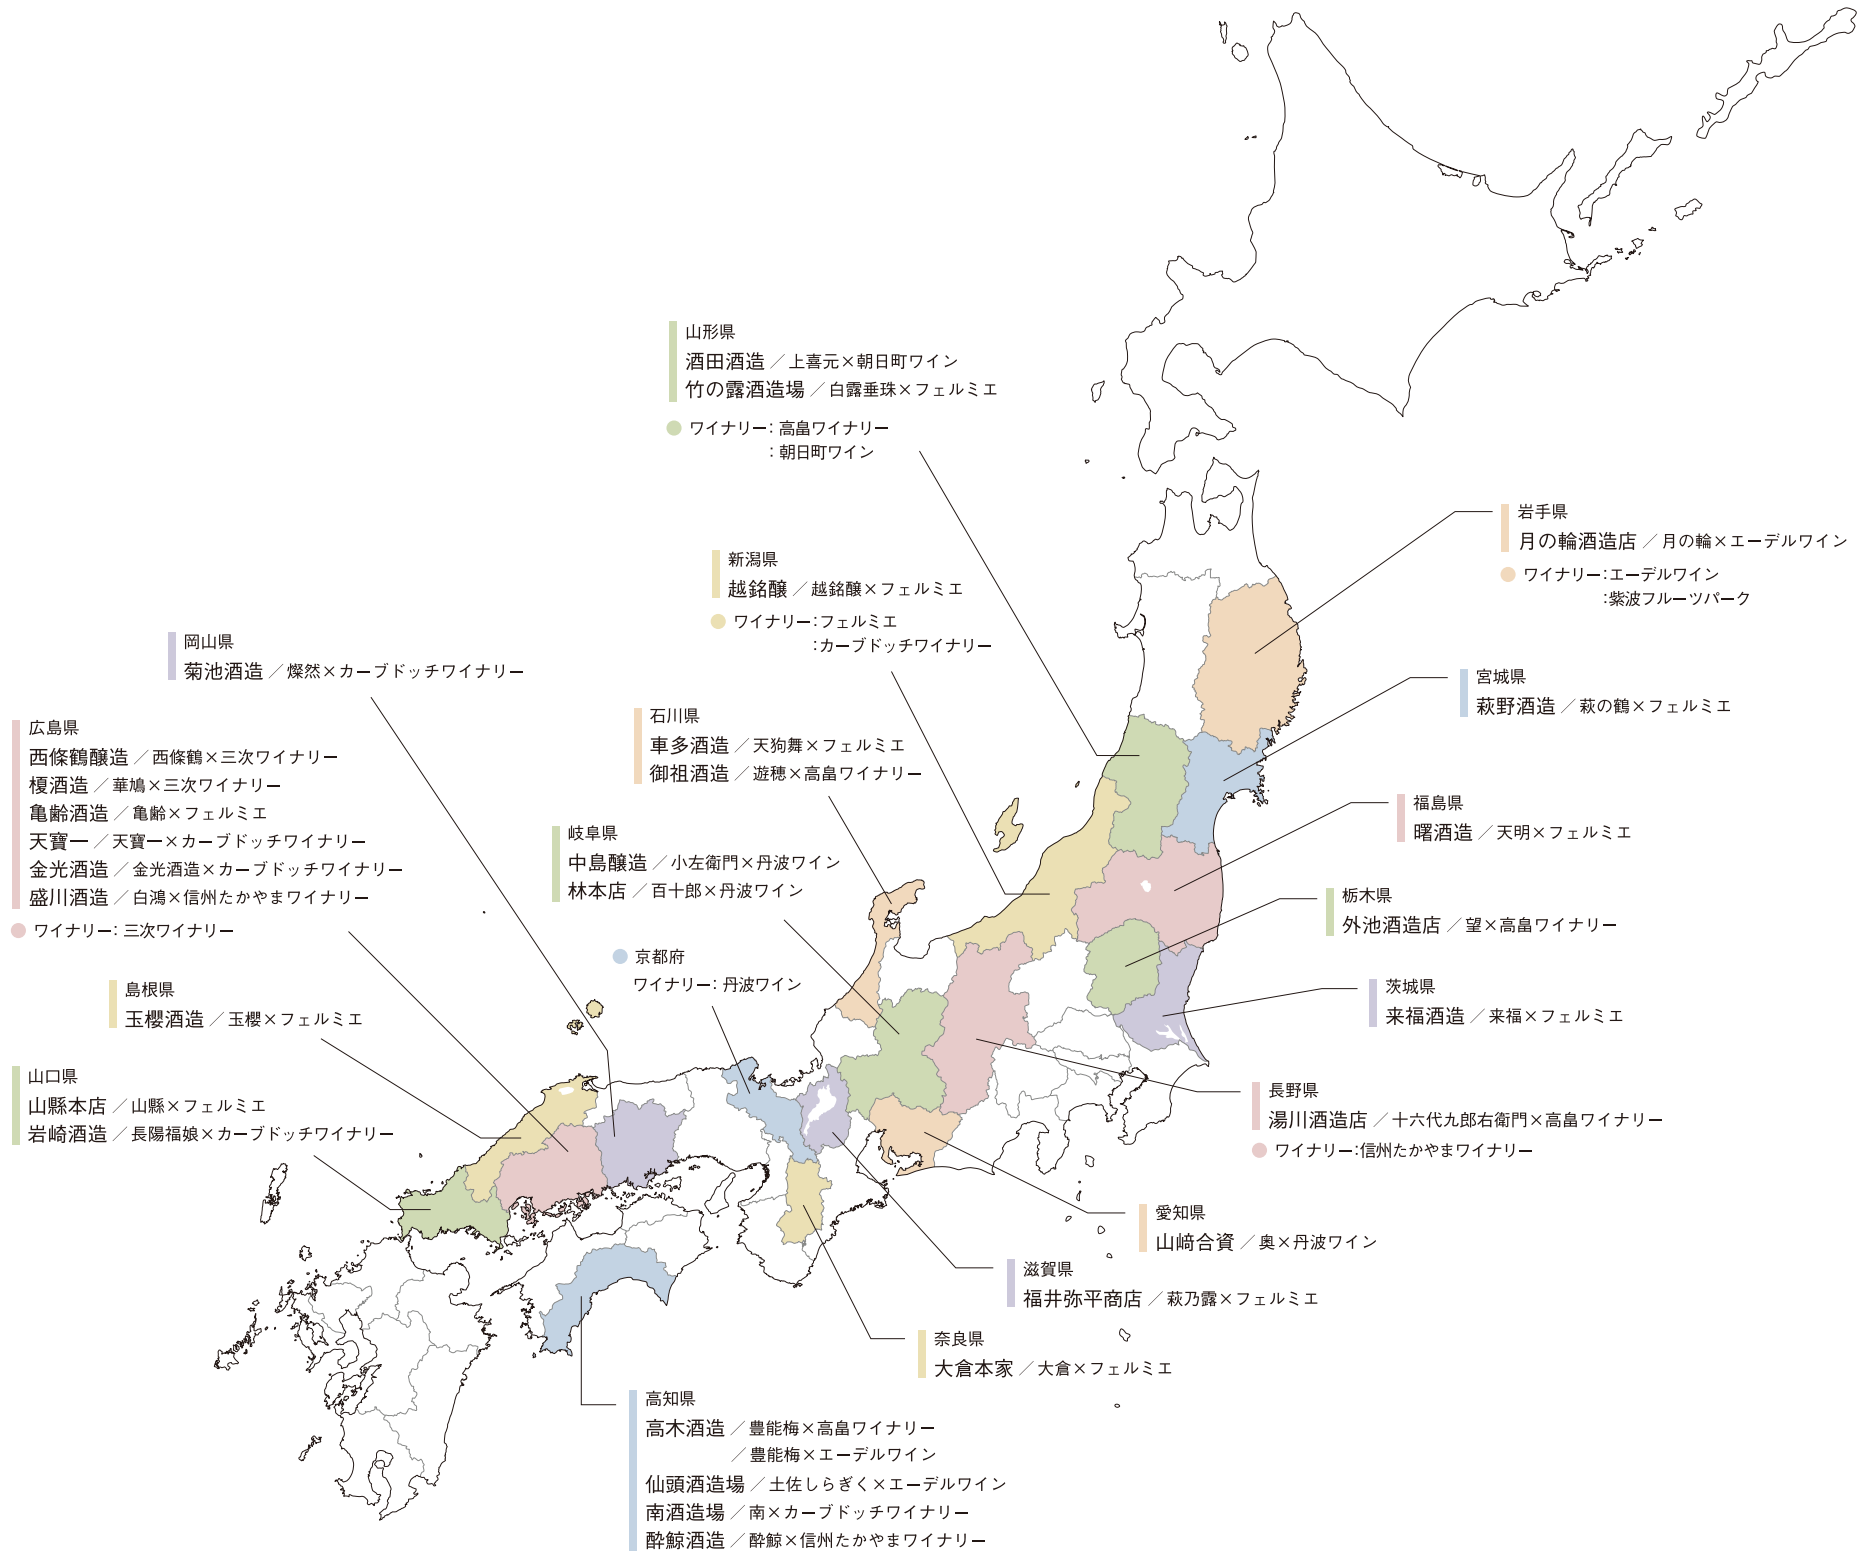 山形県
酒田酒造／上喜元×朝日町ワイン
竹の露酒造場／白露垂珠×フェルミエ
ワイナリー：高畠ワイナリー
：朝日町ワイン
岩手県
月の輪酒造店／月の輪×エーデルワイン
ワイナリー：エーデルワイン
：紫波フルーツパーク
新潟県
越銘醸／越銘醸×フェルミエ
ワイナリー：フェルミエ
：カーブドッチワイナリー
岡山県
菊池酒造／燦然×カーブドッチワイナリー
宮城県
萩野酒造／萩の鶴×フェルミエ
広島県
西條鶴醸造／西條鶴×三次ワイナリー
榎酒造／華鳩×三次ワイナリー
亀齢酒造／亀齢×フェルミエ
天寶一／天寶一×カーブドッチワイナリー
金光酒造／金光酒造×カーブドッチワイナリー
盛川酒造／白鴻×信州たかやまワイナリー
ワイナリー：三次ワイナリー
石川県
車多酒造／天狗舞×フェルミエ
御祖酒造／遊穂×高畠ワイナリー
福島県
曙酒造／天明×フェルミエ
岐阜県
中島醸造／小左衛門×丹波ワイン
林本店／百十郎×丹波ワイン
栃木県
外池酒造店／望×高畠ワイナリー
京都府
ワイナリー：丹波ワイン
島根県
玉櫻酒造／玉櫻×フェルミエ
茨城県
来福酒造／来福×フェルミエ
山口県
山縣本店／山縣×フェルミエ
岩崎酒造／長陽福娘×カーブドッチワイナリー
長野県
湯川酒造店／十六代九郎右衛門×高畠ワイナリー
ワイナリー：信州たかやまワイナリー
愛知県
山﨑合資／奥×丹波ワイン
滋賀県
福井弥平商店／萩乃露×フェルミエ
奈良県
大倉本家／大倉×フェルミエ
高知県
高木酒造／豊能梅×高畠ワイナリー
／豊能梅×エーデルワイン
仙頭酒造場／土佐しらぎく×エーデルワイン
南酒造場／南×カーブドッチワイナリー
酔鯨酒造／酔鯨×信州たかやまワイナリー